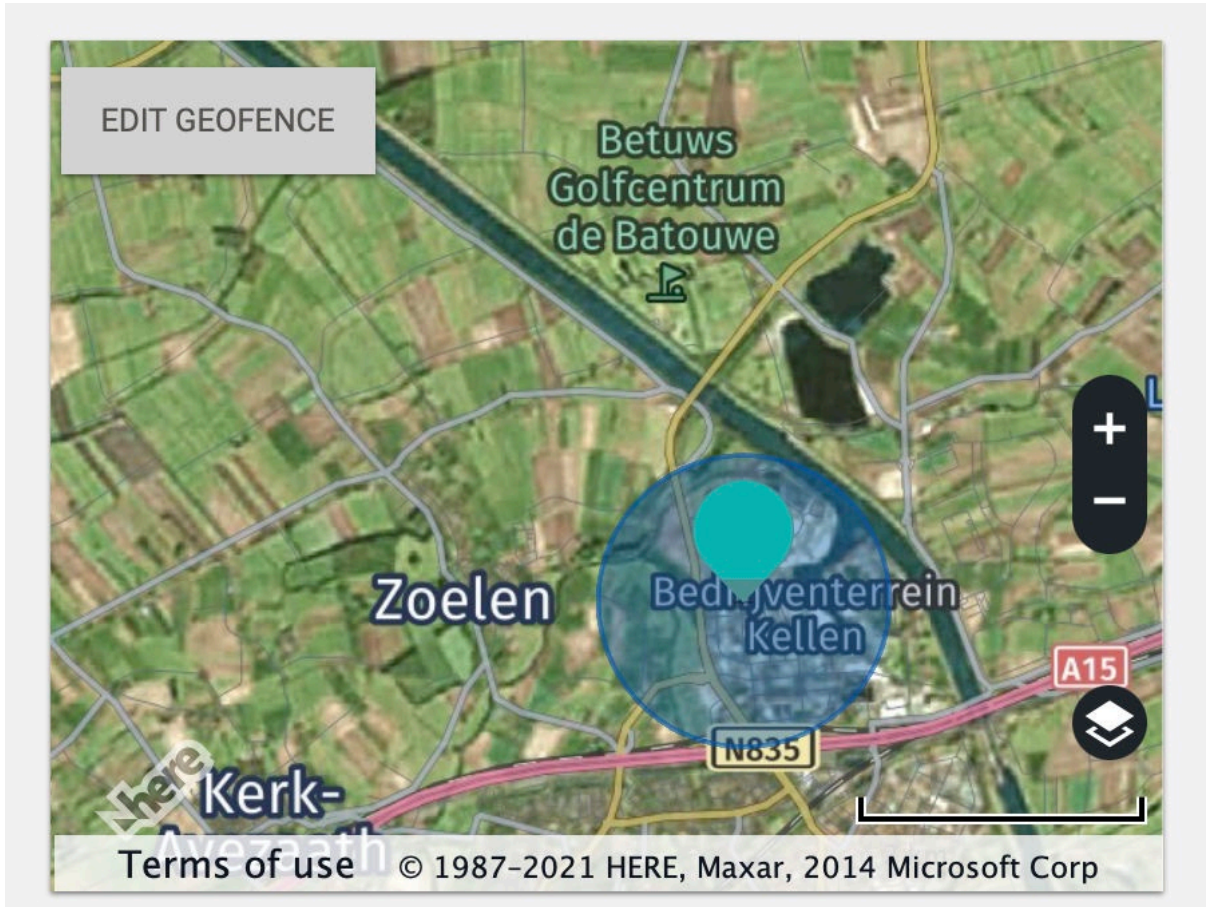 EDIT GEOFENCE
Betuws
Golfcentrum
de Batouwe
L
+
−
Zoelen
Bedrijventerrein
Kellen
A15
N835
here
Kerk-
Avezaath
Terms of use © 1987–2021 HERE, Maxar, 2014 Microsoft Corp